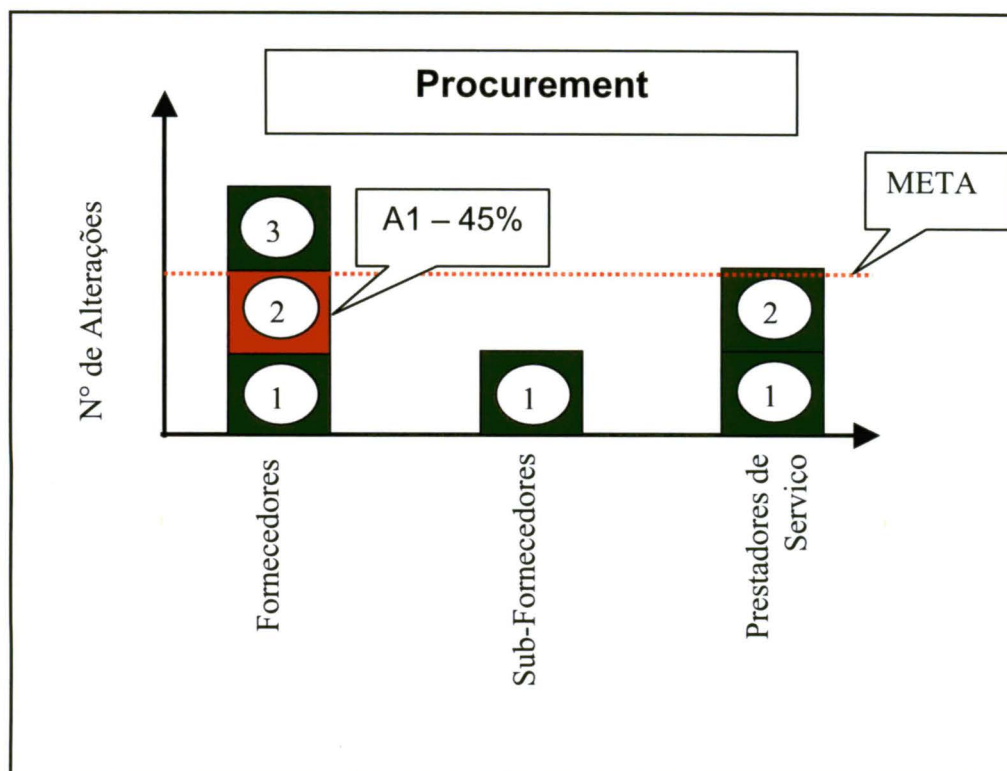 Procurement
META
A1 – 45%
N° de Alterações
3
2
1
1
2
1
Fornecedores
Sub-Fornecedores
Prestadores de
Serviço